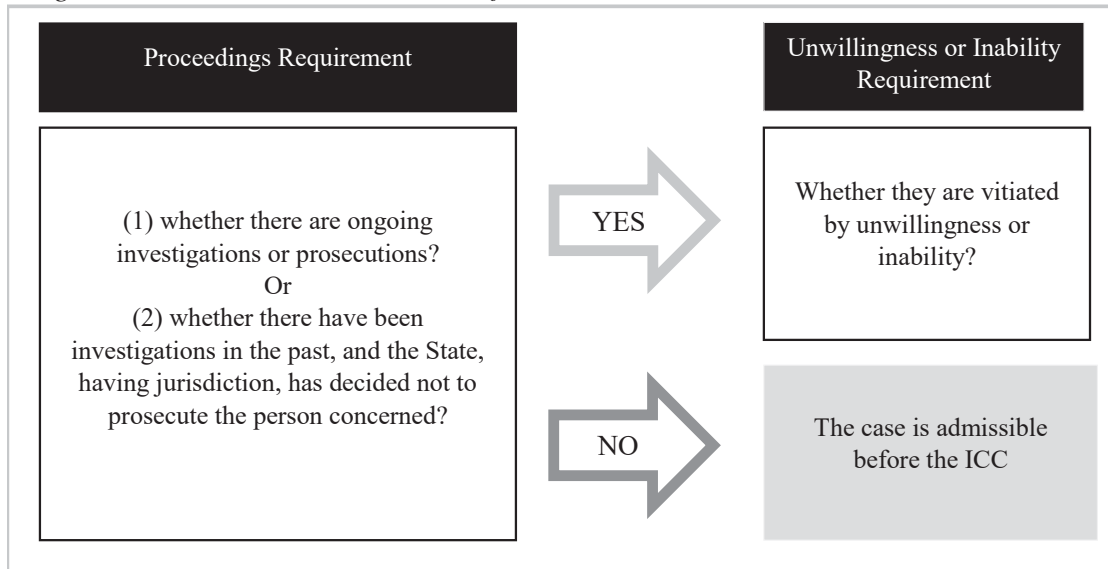 Proceedings Requirement
Unwillingness or Inability
Requirement
(1) whether there are ongoing
investigations or prosecutions?
Or
(2) whether there have been
investigations in the past, and the State,
having jurisdiction, has decided not to
prosecute the person concerned?
YES
Whether they are vitiated
by unwillingness or
inability?
NO
The case is admissible
before the ICC